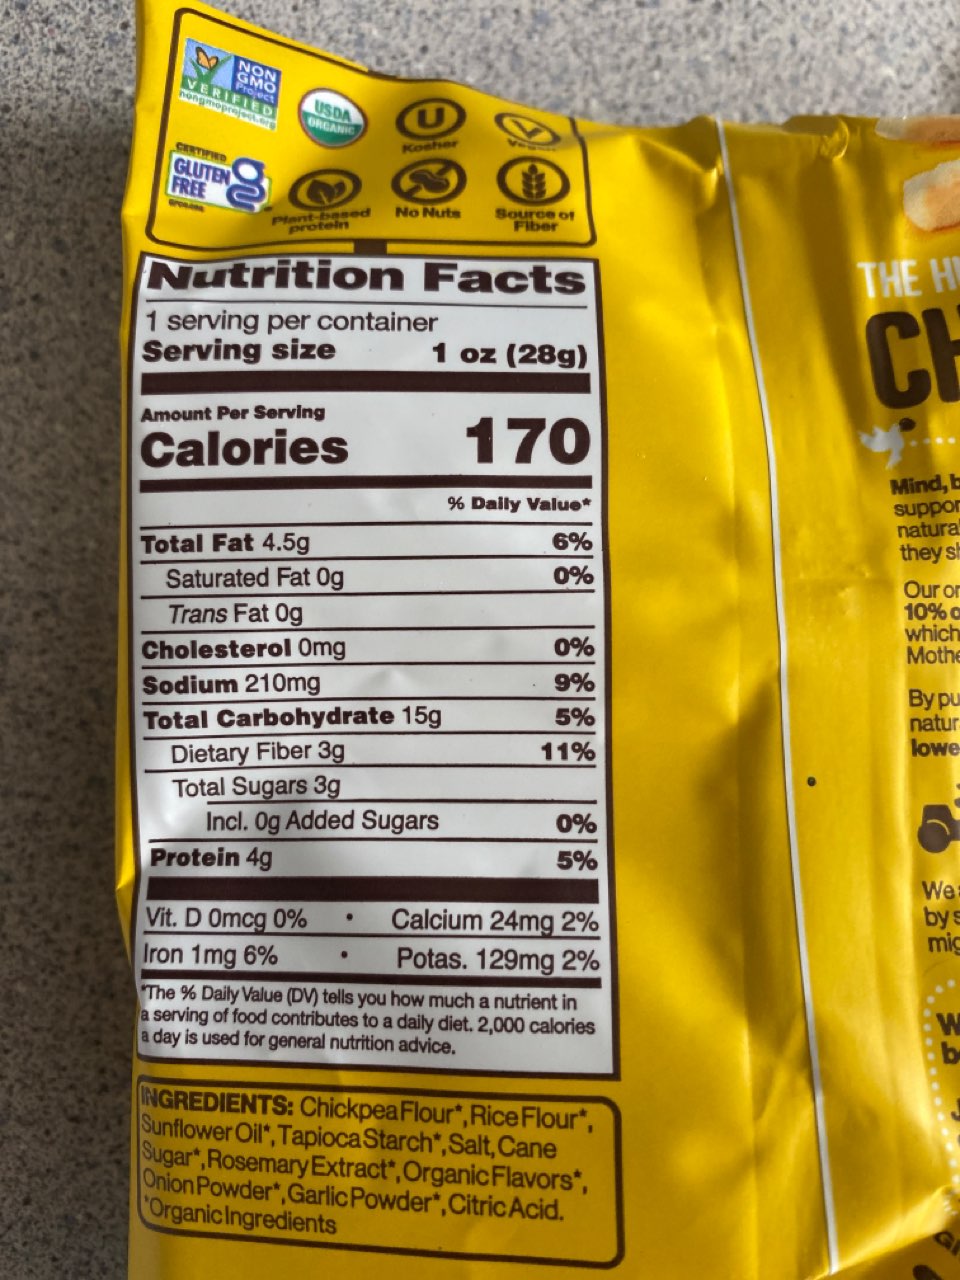 NON
GMO
Project
VERIFIED
nongmoproject.org
USDA
ORGANIC
U
Kosher
V
Vegan
CERTIFIED
GLUTEN
FREE
Plant-based
protein
No Nuts
Source of
Fiber
Nutrition Facts
1 serving per container
Serving size 1 oz (28g)
Amount Per Serving
Calories 170
% Daily Value*
Total Fat 4.5g 6%
Saturated Fat 0g 0%
Trans Fat 0g
Cholesterol 0mg 0%
Sodium 210mg 9%
Total Carbohydrate 15g 5%
Dietary Fiber 3g 11%
Total Sugars 3g
Incl. 0g Added Sugars 0%
Protein 4g 5%
Vit. D 0mcg 0% • Calcium 24mg 2%
Iron 1mg 6% • Potas. 129mg 2%
*The % Daily Value (DV) tells you how much a nutrient in
a serving of food contributes to a daily diet. 2,000 calories
a day is used for general nutrition advice.
INGREDIENTS: Chickpea Flour*, Rice Flour*,
Sunflower Oil*, Tapioca Starch*, Salt, Cane
Sugar*, Rosemary Extract*, Organic Flavors*,
Onion Powder*, Garlic Powder*, Citric Acid.
*Organic Ingredients
THE
CH
Mind,
suppor
natura
they
Our
10%
which
Mothe
By pu
natur
lowe
We
by
mig